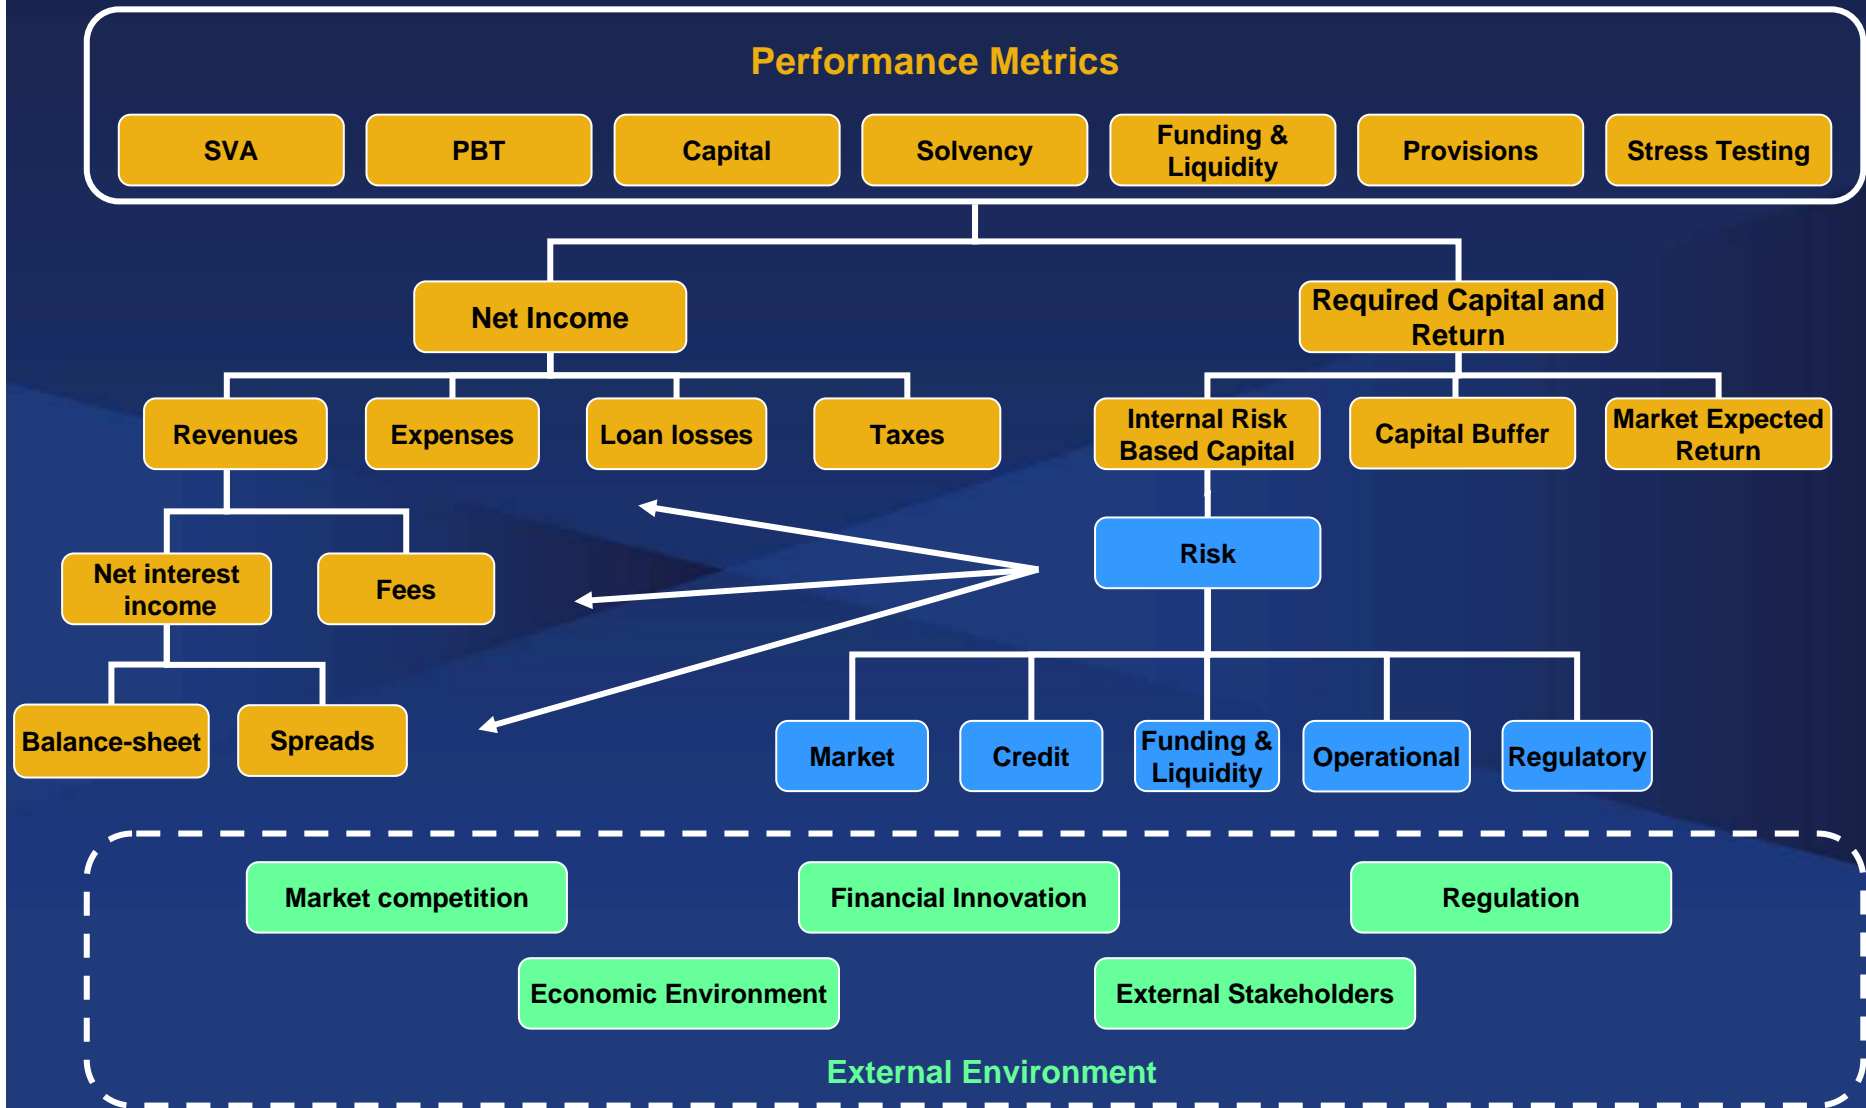 Performance Metrics
SVA
PBT
Capital
Solvency
Funding &
Liquidity
Provisions
Stress Testing
Net Income
Required Capital and
Return
Revenues
Expenses
Loan losses
Taxes
Internal Risk
Based Capital
Capital Buffer
Market Expected
Return
Net interest
income
Fees
Risk
Balance-sheet
Spreads
Market
Credit
Funding &
Liquidity
Operational
Regulatory
Market competition
Financial Innovation
Regulation
Economic Environment
External Stakeholders
External Environment